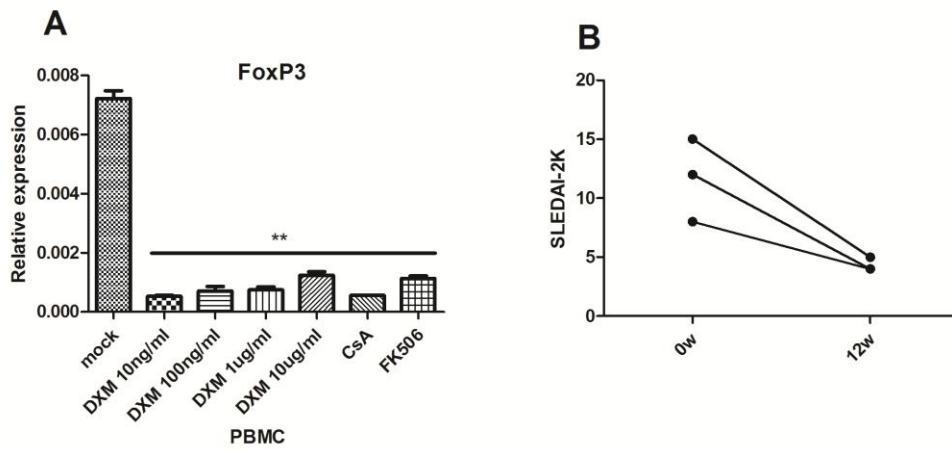 A
FoxP3
Relative expression
0.008
0.006
0.004
0.002
0.000
**
mock
DXM 10ng/ml
DXM 100ng/ml
DXM 1ug/ml
DXM 10ug/ml
CsA
FK506
PBMC
B
SLEDAI-2K
20
15
10
5
0
0w
12w